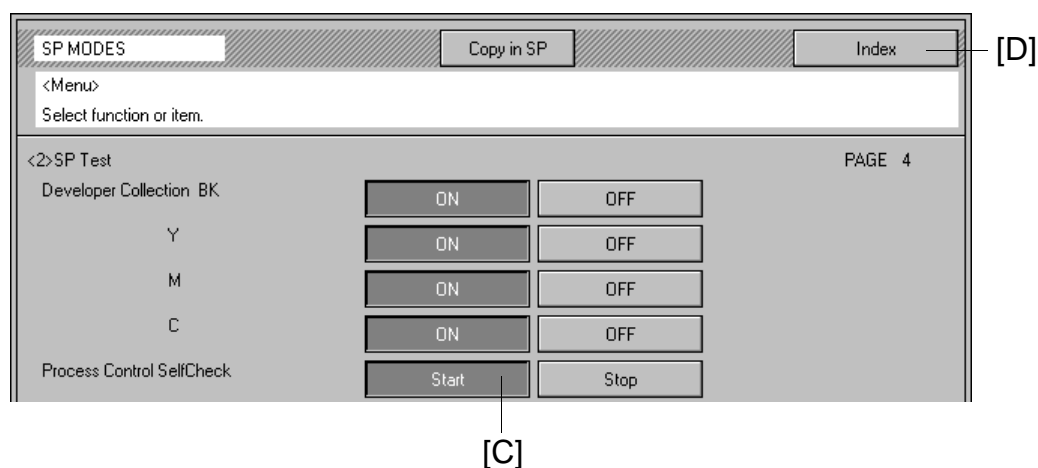 SP MODES Copy in SP Index [D]
<Menu>
Select function or item.
<2>SP Test PAGE 4
Developer Collection BK ON OFF
Y ON OFF
M ON OFF
C ON OFF
Process Control SelfCheck Start Stop
[C]